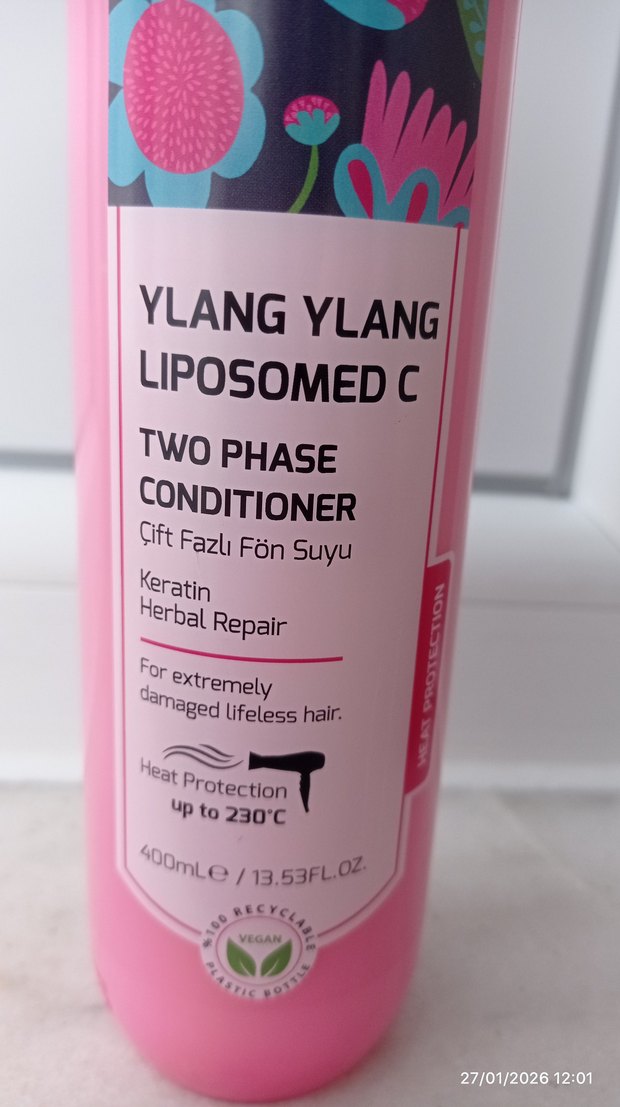 YLANG YLANG
LIPOSOMED C
TWO PHASE
CONDITIONER
Çift Fazlı Fön Suyu
Keratin
Herbal Repair
For extremely
damaged lifeless hair.
Heat Protection
up to 230°C
400mL℮ / 13.53FL.OZ.
HEAT PROTECTION
%100 RECYCLABLE
VEGAN
PLASTIC BOTTLE
27/01/2026 12:01